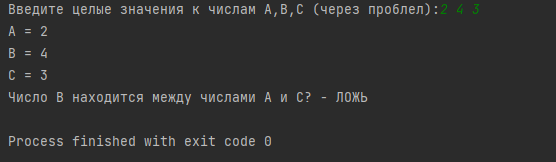 Введите целые значения к числам A,B,C (через проблел):2 4 3
A = 2
B = 4
C = 3
Число B находится между числами A и C? - ЛОЖЬ
Process finished with exit code 0